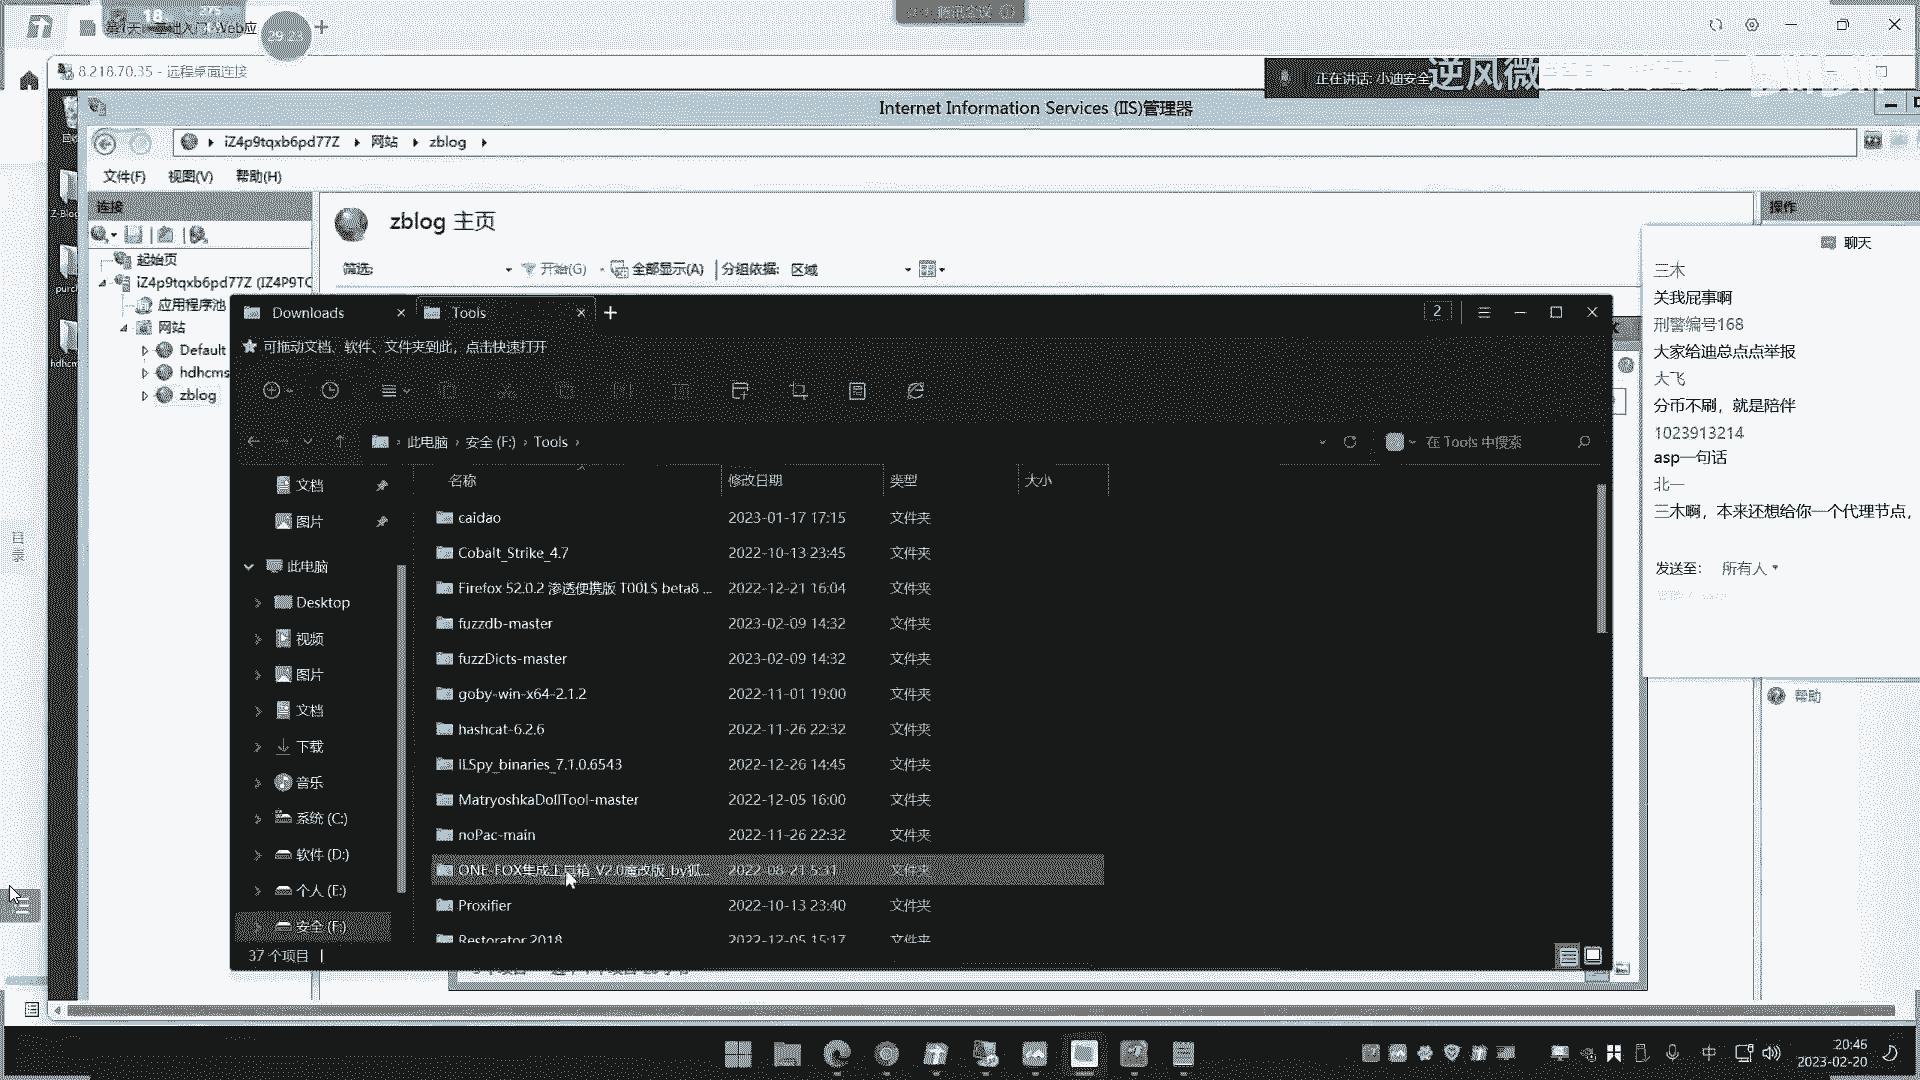 29:23
8.218.70.35 - 远程桌面连接
正在讲话: 小迪安全
逆风微
Internet Information Services (IIS)管理器
iZ4p9tqxb6pd77Z
网站
zblog
文件(F)
视图(V)
帮助(H)
连接
操作
zblog 主页
筛选:
开始(G)
全部显示(A)
分组依据:
区域
起始页
iZ4p9tqxb6pd77Z (IZ4P9TC
应用程序池
网站
Default
hdhcms
zblog
聊天
三木
关我屁事啊
刑警编号168
大家给迪总点点举报
大飞
分币不刷，就是陪伴
1023913214
asp一句话
北一
三木啊，本来还想给你一个代理节点，
发送至:
所有人
帮助
Downloads
Tools
2
可拖动文档、软件、文件夹到此，点击快速打开
此电脑
安全 (F:)
Tools
在 Tools 中搜索
名称
修改日期
类型
大小
文档
图片
此电脑
Desktop
视频
图片
文档
下载
音乐
系统 (C:)
软件 (D:)
个人 (E:)
安全 (F:)
caidao 2023-01-17 17:15 文件夹
Cobalt_Strike_4.7 2022-10-13 23:45 文件夹
Firefox 52.0.2 渗透便携版 T00LS beta8 ... 2022-12-21 16:04 文件夹
fuzzdb-master 2023-02-09 14:32 文件夹
fuzzDicts-master 2023-02-09 14:32 文件夹
goby-win-x64-2.1.2 2022-11-01 19:00 文件夹
hashcat-6.2.6 2022-11-26 22:32 文件夹
ILSpy_binaries_7.1.0.6543 2022-12-26 14:45 文件夹
MatryoshkaDollTool-master 2022-12-05 16:00 文件夹
noPac-main 2022-11-26 22:32 文件夹
ONE-FOX集成工具箱_V2.0魔改版_by狐... 2022-08-21 5:31 文件夹
Proxifier 2022-10-13 23:40 文件夹
Restorator 2018 2022-12-05 15:17 文件夹
37 个项目
目录
中
20:46
2023-02-20